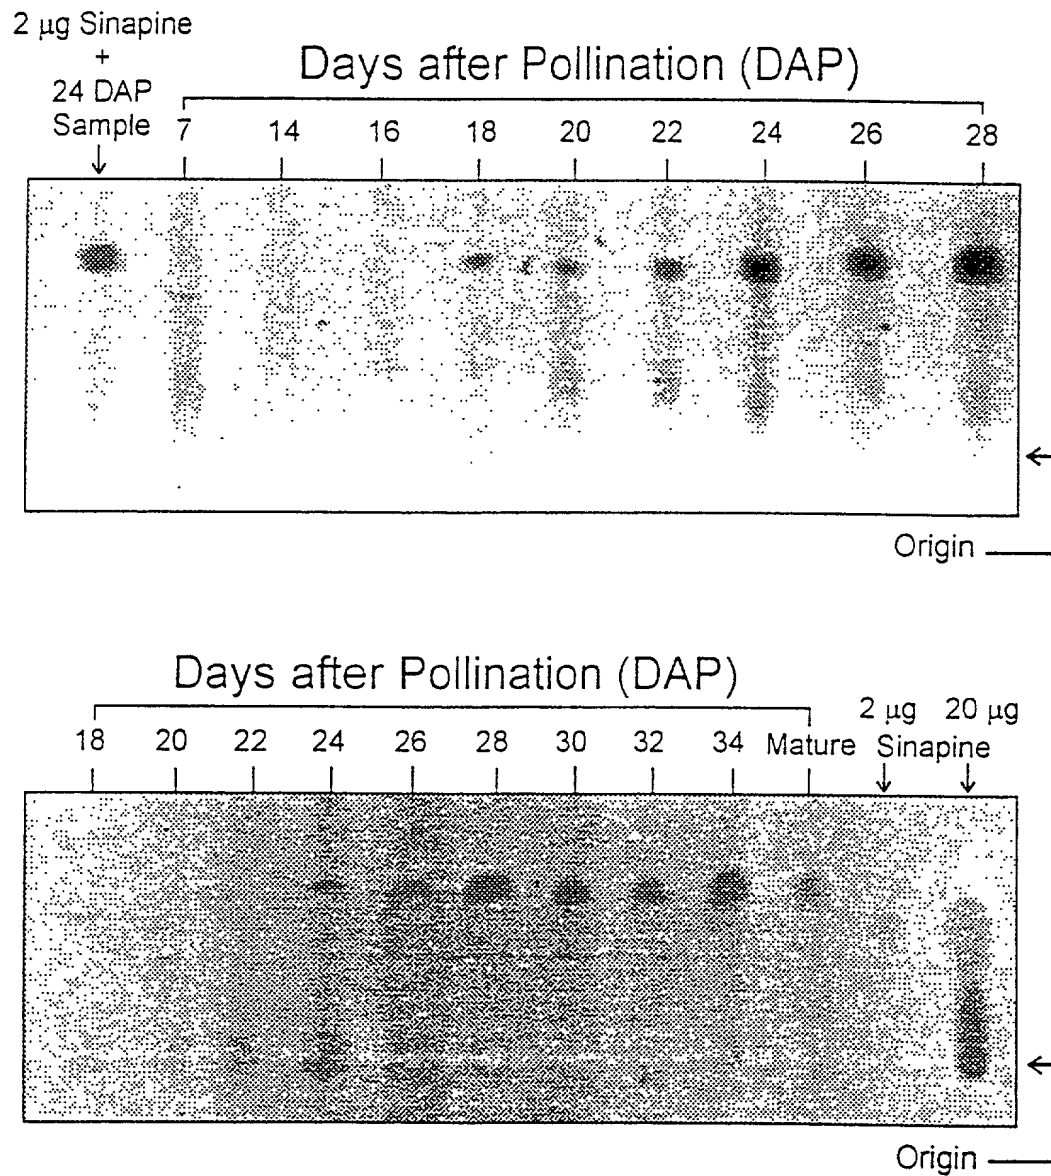 2 μg Sinapine
+
24 DAP
Sample
Days after Pollination (DAP)
7 14 16 18 20 22 24 26 28
Origin
Days after Pollination (DAP)
18 20 22 24 26 28 30 32 34 Mature
2 μg 20 μg
Sinapine
Origin